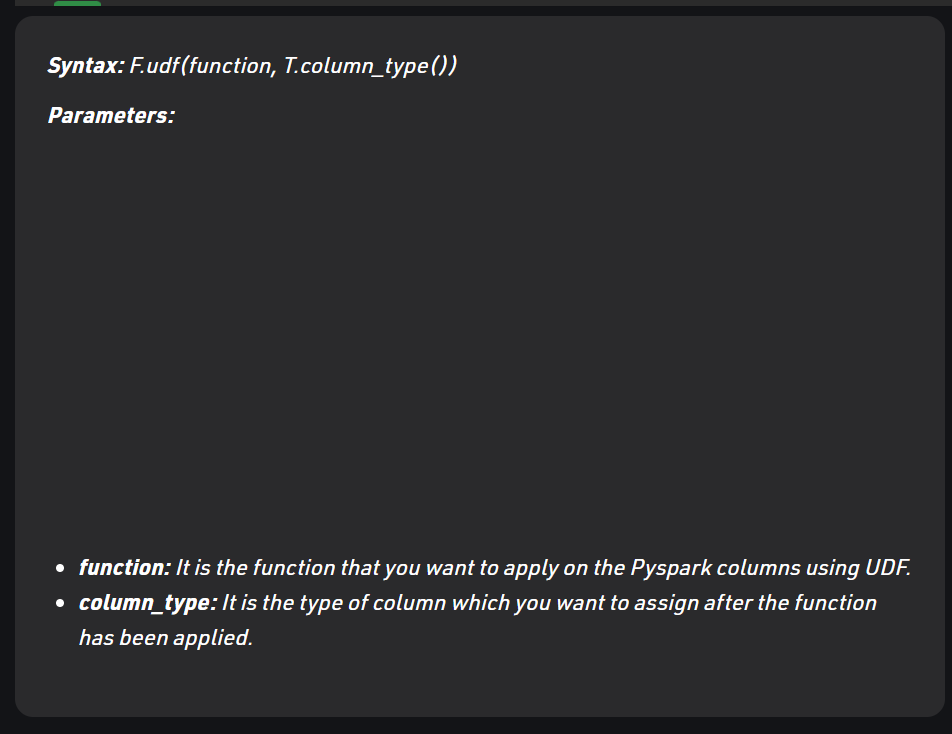 Syntax: F.udf(function, T.column_type())
Parameters:
function: It is the function that you want to apply on the Pyspark columns using UDF.
column_type: It is the type of column which you want to assign after the function
has been applied.